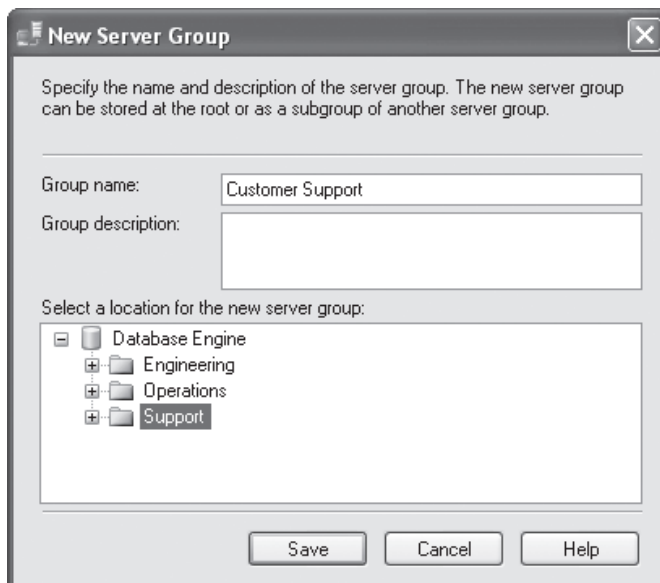 New Server Group
Specify the name and description of the server group. The new server group
can be stored at the root or as a subgroup of another server group.
Group name:
Customer Support
Group description:
Select a location for the new server group:
Database Engine
Engineering
Operations
Support
Save
Cancel
Help